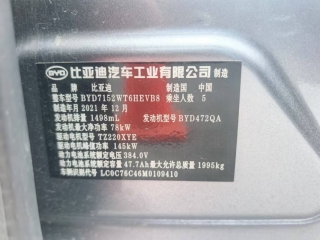 BYD 比亚迪汽车工业有限公司 制造
品牌 比亚迪 制造国 中国
整车型号 BYD7152WT6HEVB8 乘坐人数 5
制造年月 2021 年 12 月
发动机排量 1498mL 发动机型号 BYD472QA
发动机最大净功率 78kW
驱动电机型号 TZ220XYE
驱动电机峰值功率 145kW
动力电池系统额定电压 384.0V
动力电池系统额定容量 47.7Ah 最大允许总质量 1995kg
车辆识别代号 LC0C76C46M0109410